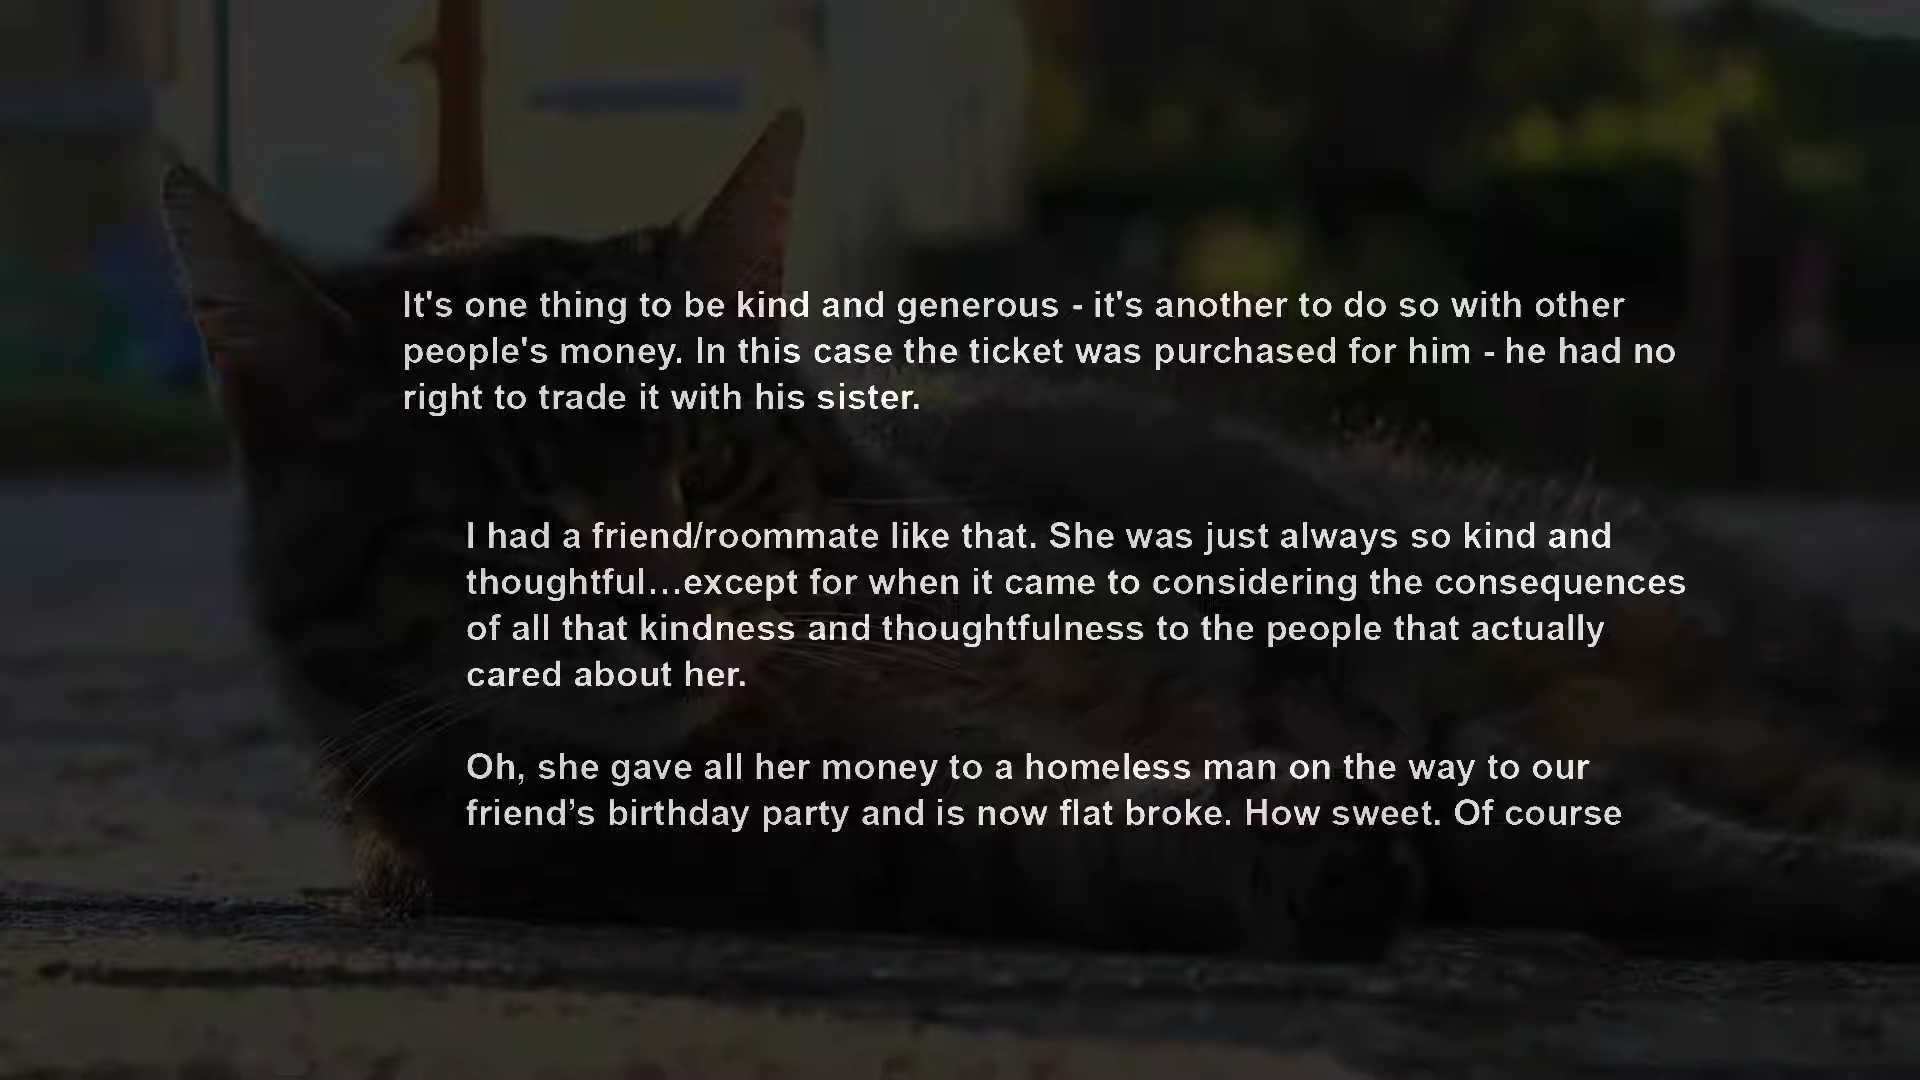 It's one thing to be kind and generous - it's another to do so with other
people's money. In this case the ticket was purchased for him - he had no
right to trade it with his sister.
I had a friend/roommate like that. She was just always so kind and
thoughtful…except for when it came to considering the consequences
of all that kindness and thoughtfulness to the people that actually
cared about her.
Oh, she gave all her money to a homeless man on the way to our
friend’s birthday party and is now flat broke. How sweet. Of course